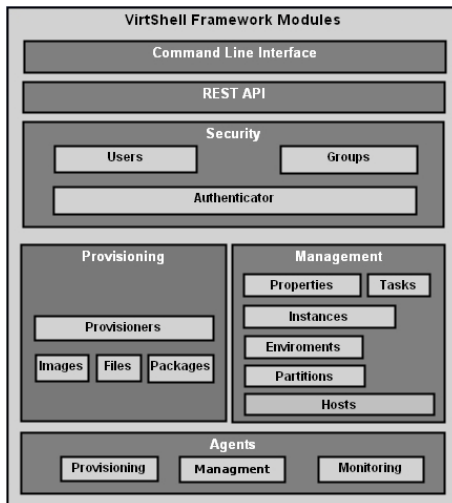 VirtShell Framework Modules
Command Line Interface
REST API
Security
Users
Groups
Authenticator
Provisioning
Provisioners
Images
Files
Packages
Management
Properties
Tasks
Instances
Enviroments
Partitions
Hosts
Agents
Provisioning
Managment
Monitoring